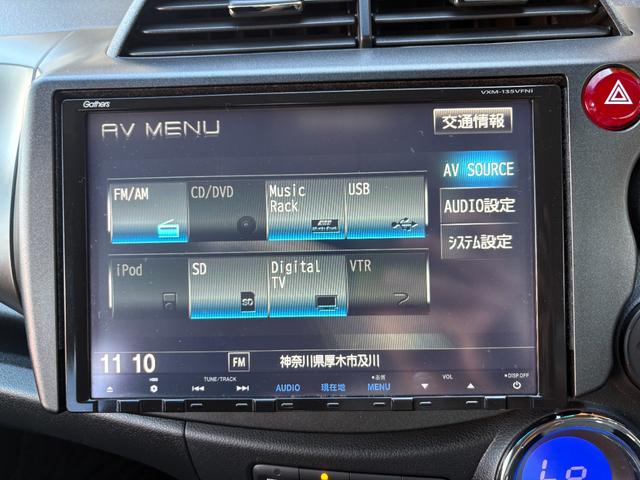 Gathers
VXM-135VFNi
AV MENU
交通情報
FM/AM
CD/DVD
Music Rack
USB
AV SOURCE
AUDIO設定
システム設定
iPod
SD
SD
Digital TV
VTR
11 10
FM
神奈川県厚木市及川
TUNE/TRACK
AUDIO
現在地
MENU
VOL
DISP.OFF
Lo